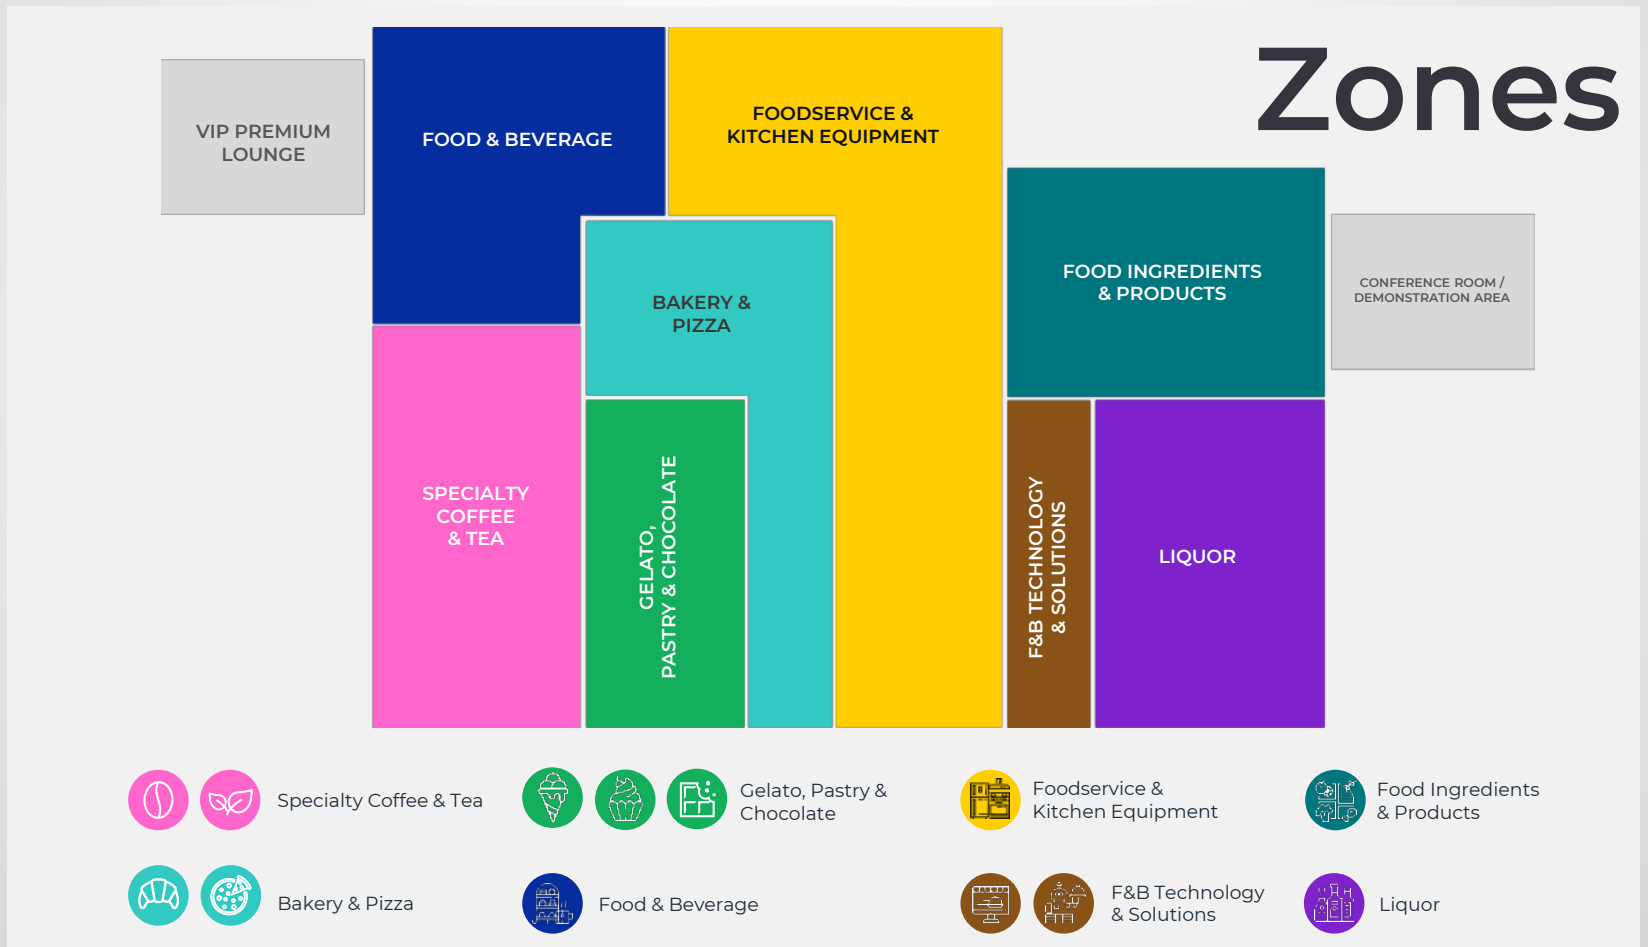 Zones
VIP PREMIUM
LOUNGE
FOOD & BEVERAGE
FOODSERVICE &
KITCHEN EQUIPMENT
BAKERY &
PIZZA
FOOD INGREDIENTS
& PRODUCTS
CONFERENCE ROOM /
DEMONSTRATION AREA
SPECIALTY
COFFEE
& TEA
GELATO,
PASTRY & CHOCOLATE
F&B TECHNOLOGY
& SOLUTIONS
LIQUOR
Specialty Coffee & Tea
Gelato, Pastry &
Chocolate
Foodservice &
Kitchen Equipment
Food Ingredients
& Products
Bakery & Pizza
Food & Beverage
F&B Technology
& Solutions
Liquor